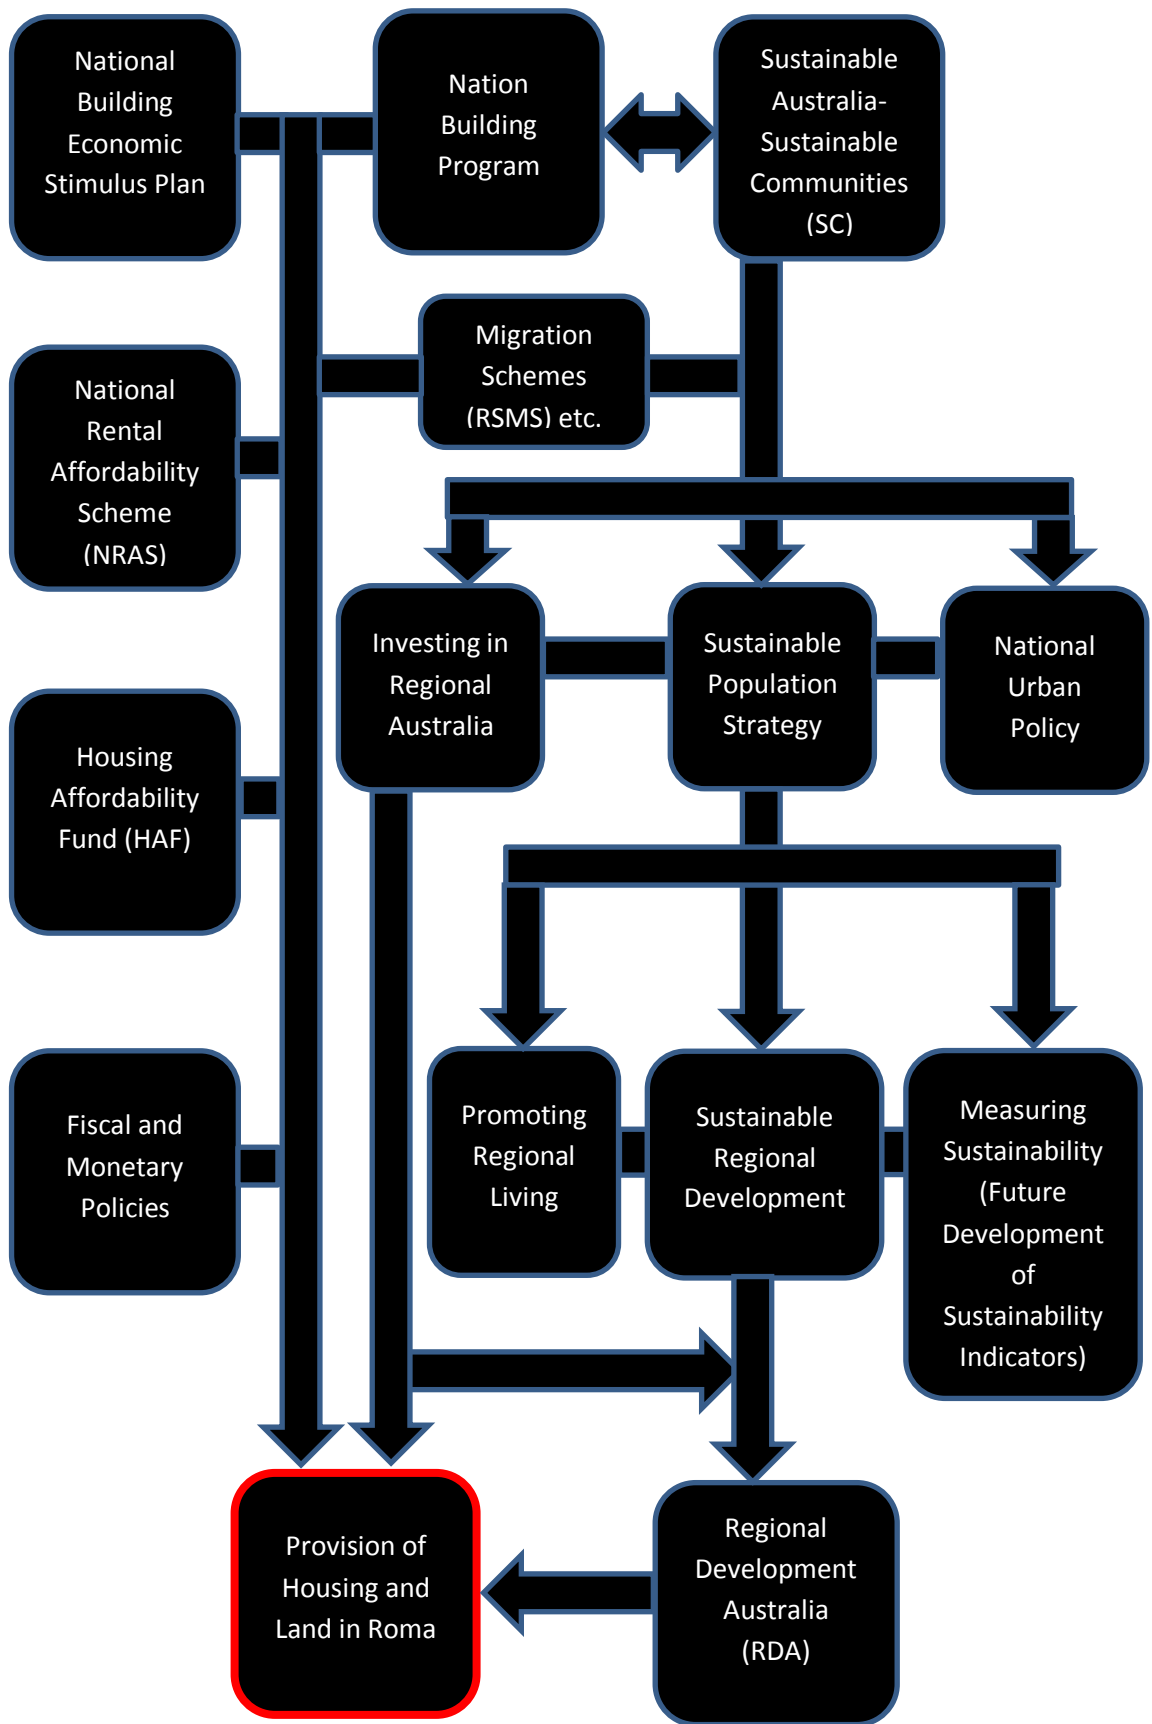 National
Building
Economic
Stimulus Plan
Nation
Building
Program
Sustainable
Australia-
Sustainable
Communities
(SC)
Migration
Schemes
(RSMS) etc.
National
Rental
Affordability
Scheme
(NRAS)
Investing in
Regional
Australia
Sustainable
Population
Strategy
National
Urban
Policy
Housing
Affordability
Fund (HAF)
Fiscal and
Monetary
Policies
Promoting
Regional
Living
Sustainable
Regional
Development
Measuring
Sustainability
(Future
Development
of
Sustainability
Indicators)
Provision of
Housing and
Land in Roma
Regional
Development
Australia
(RDA)